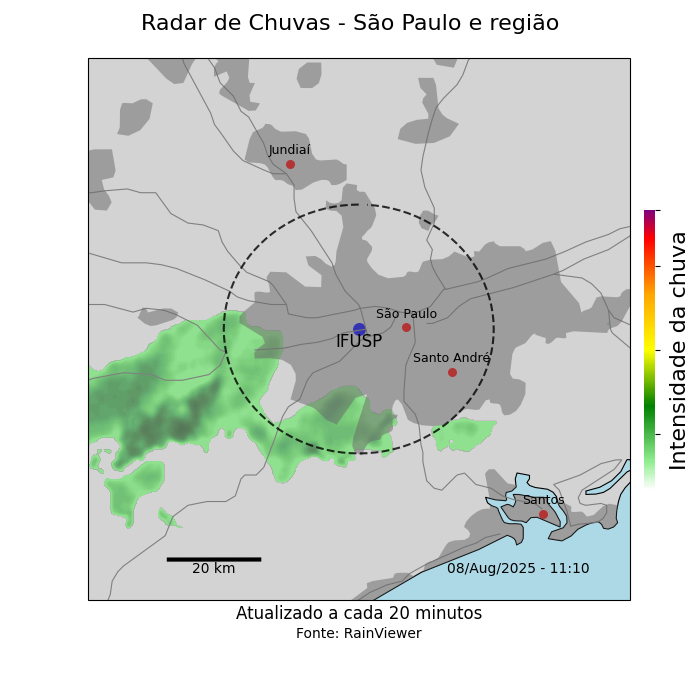 Radar de Chuvas - São Paulo e região
Jundiaí
São Paulo
IFUSP
Santo André
Intensidade da chuva
Santos
20 km
08/Aug/2025 - 11:10
Atualizado a cada 20 minutos
Fonte: RainViewer